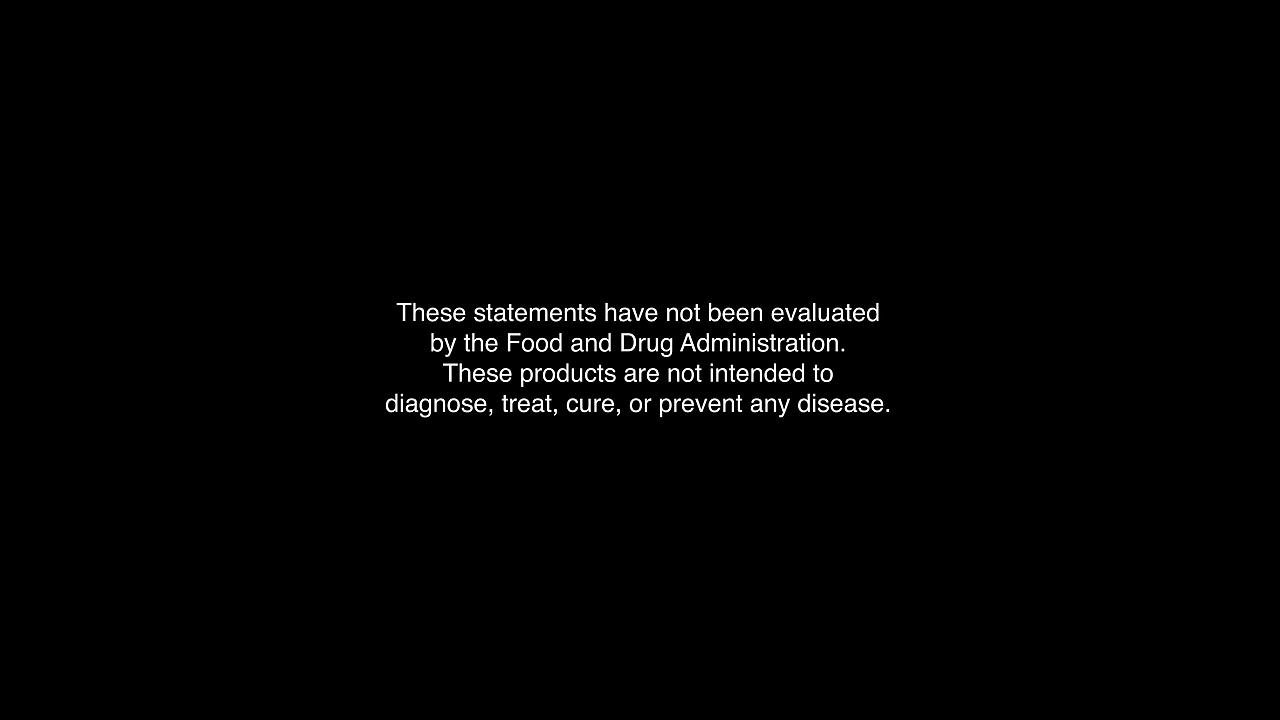 These statements have not been evaluated
by the Food and Drug Administration.
These products are not intended to
diagnose, treat, cure, or prevent any disease.